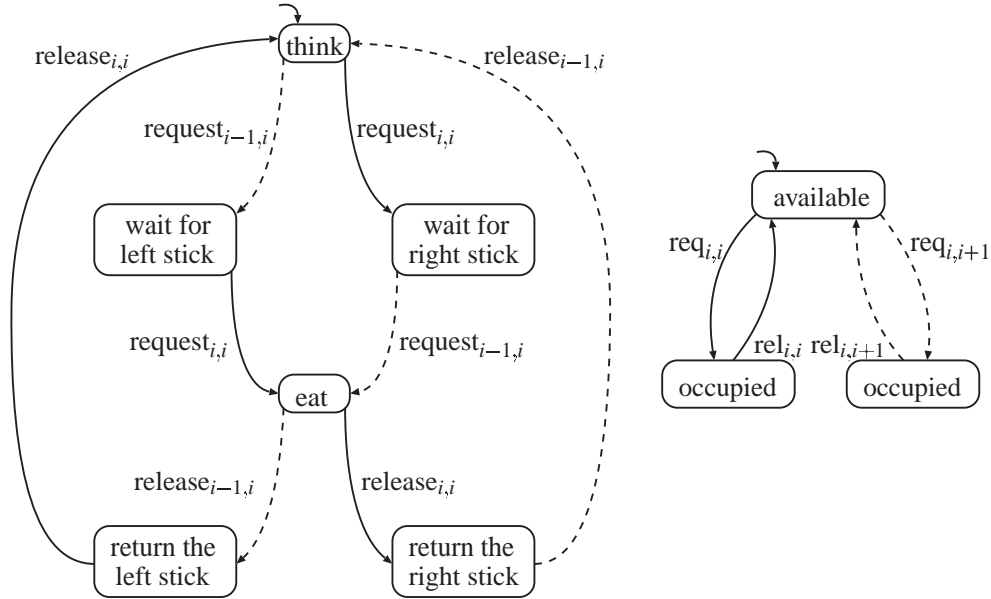 think
release_{i,i}
release_{i−1,i}
request_{i−1,i}
request_{i,i}
wait for
left stick
wait for
right stick
available
req_{i,i}
req_{i,i+1}
request_{i,i}
request_{i−1,i}
rel_{i,i}
rel_{i,i+1}
eat
occupied
occupied
release_{i−1,i}
release_{i,i}
return the
left stick
return the
right stick